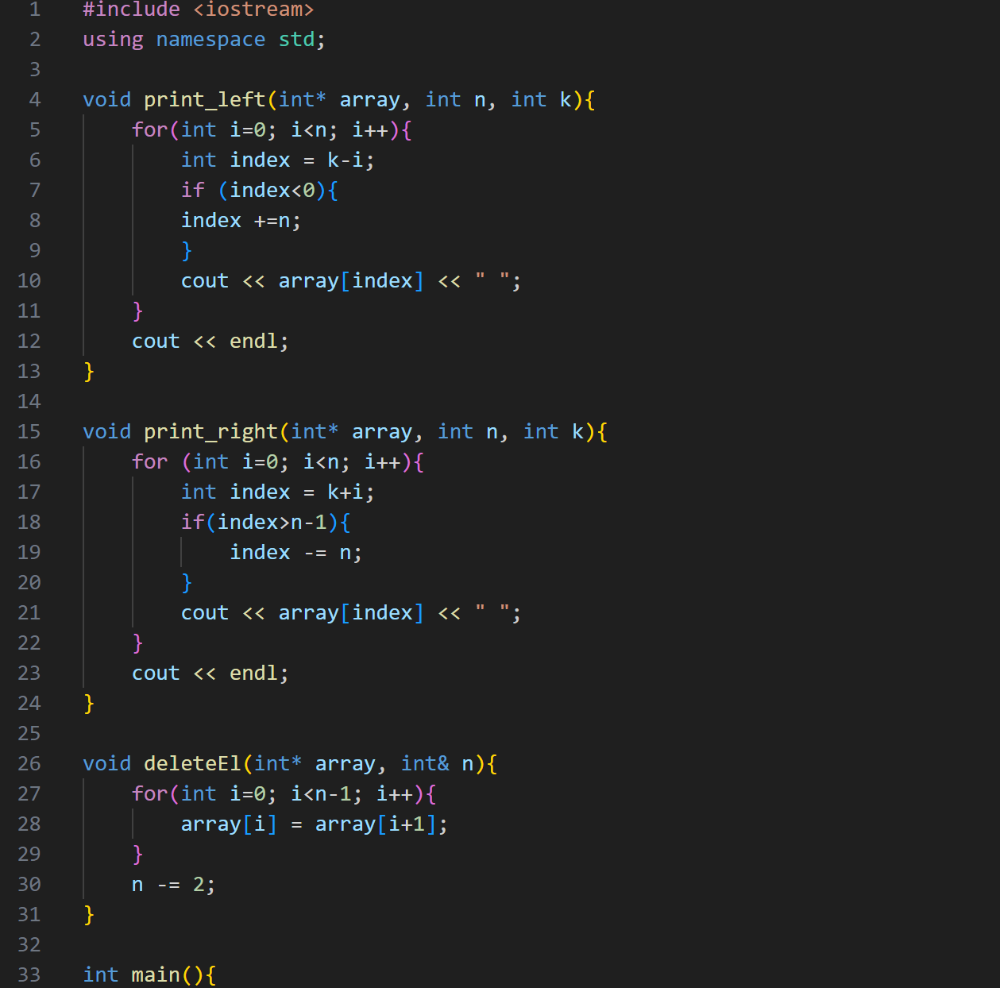 1 #include <iostream>
2 using namespace std;
3
4 void print_left(int* array, int n, int k){
5     for(int i=0; i<n; i++){
6         int index = k-i;
7         if (index<0){
8         index +=n;
9         }
10         cout << array[index] << " ";
11     }
12     cout << endl;
13 }
14
15 void print_right(int* array, int n, int k){
16     for (int i=0; i<n; i++){
17         int index = k+i;
18         if(index>n-1){
19             index -= n;
20         }
21         cout << array[index] << " ";
22     }
23     cout << endl;
24 }
25
26 void deleteEl(int* array, int& n){
27     for(int i=0; i<n-1; i++){
28         array[i] = array[i+1];
29     }
30     n -= 2;
31 }
32
33 int main(){